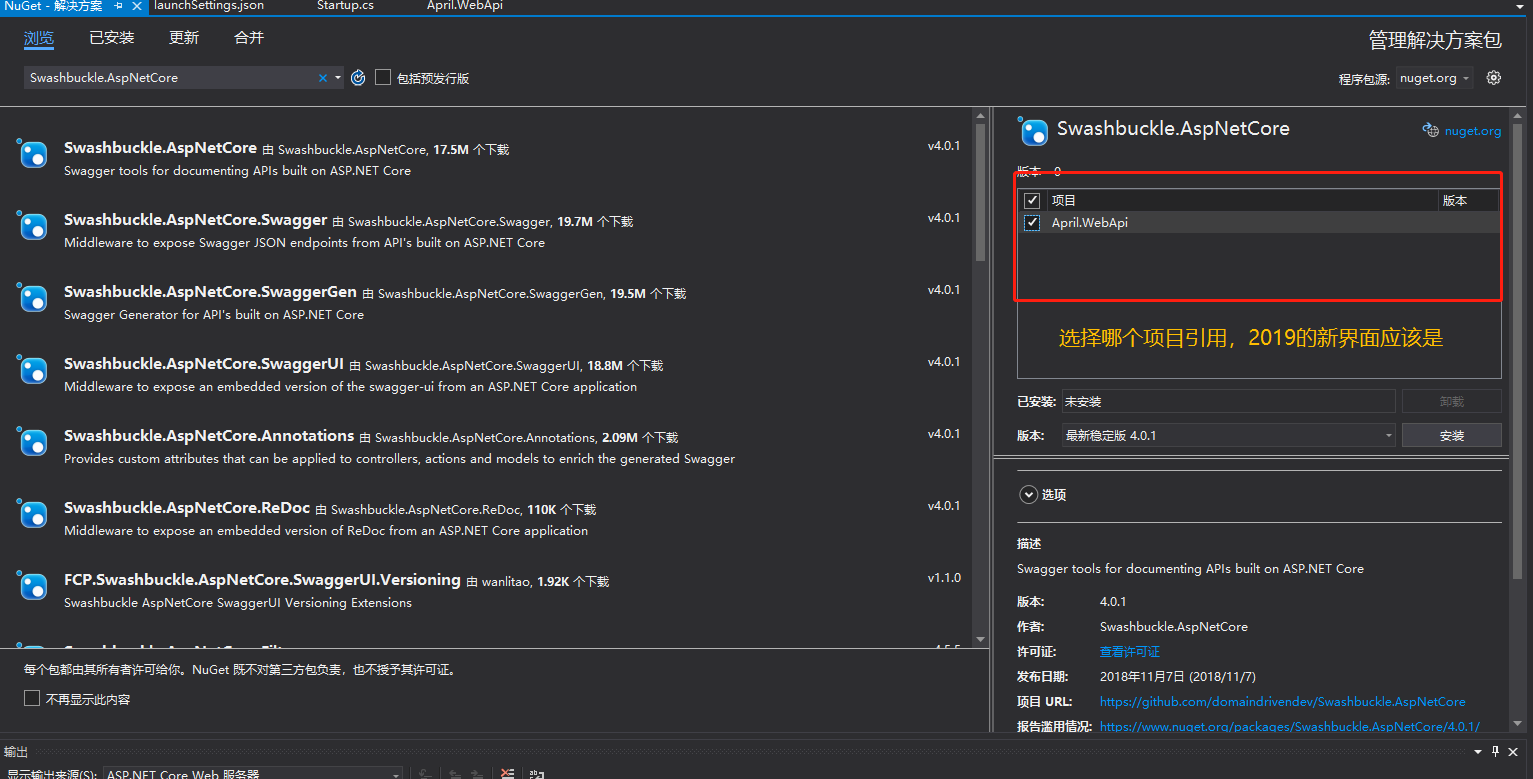 NuGet - 解决方案
launchSettings.json
Startup.cs
April.WebApi
浏览
已安装
更新
合并
管理解决方案包
Swashbuckle.AspNetCore
包括预发行版
程序包源: nuget.org
Swashbuckle.AspNetCore 由 Swashbuckle.AspNetCore, 17.5M 个下载
v4.0.1
Swagger tools for documenting APIs built on ASP.NET Core
Swashbuckle.AspNetCore.Swagger 由 Swashbuckle.AspNetCore.Swagger, 19.7M 个下载
v4.0.1
Middleware to expose Swagger JSON endpoints from API's built on ASP.NET Core
Swashbuckle.AspNetCore.SwaggerGen 由 Swashbuckle.AspNetCore.SwaggerGen, 19.5M 个下载
v4.0.1
Swagger Generator for API's built on ASP.NET Core
Swashbuckle.AspNetCore.SwaggerUI 由 Swashbuckle.AspNetCore.SwaggerUI, 18.8M 个下载
v4.0.1
Middleware to expose an embedded version of the swagger-ui from an ASP.NET Core application
Swashbuckle.AspNetCore.Annotations 由 Swashbuckle.AspNetCore.Annotations, 2.09M 个下载
v4.0.1
Provides custom attributes that can be applied to controllers, actions and models to enrich the generated Swagger
Swashbuckle.AspNetCore.ReDoc 由 Swashbuckle.AspNetCore.ReDoc, 110K 个下载
v4.0.1
Middleware to expose an embedded version of ReDoc from an ASP.NET Core application
FCP.Swashbuckle.AspNetCore.SwaggerUI.Versioning 由 wanlitao, 1.92K 个下载
v1.1.0
Swashbuckle AspNetCore SwaggerUI Versioning Extensions
每个包都由其所有者许可给你。NuGet 既不对第三方包负责，也不授予其许可证。
不再显示此内容
Swashbuckle.AspNetCore
nuget.org
版本 - 0
项目
版本
April.WebApi
选择哪个项目引用，2019的新界面应该是
已安装: 未安装
卸载
版本: 最新稳定版 4.0.1
安装
选项
描述
Swagger tools for documenting APIs built on ASP.NET Core
版本: 4.0.1
作者: Swashbuckle.AspNetCore
许可证: 查看许可证
发布日期: 2018年11月7日 (2018/11/7)
项目 URL: https://github.com/domaindrivendev/Swashbuckle.AspNetCore
报告滥用情况: https://www.nuget.org/packages/Swashbuckle.AspNetCore/4.0.1/
输出
显示输出来源(S): ASP.NET Core Web 服务器